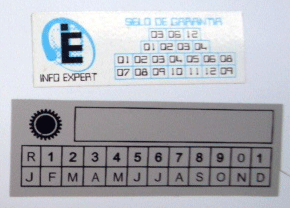 SELO DE GARANTIA
03 06 12
01 02 03 04
01 02 03 04 05 06 08
07 08 09 10 11 12 09
iE
INFO EXPERT
R 1 2 3 4 5 6 7 8 9 0 1
J F M A M J J A S O N D